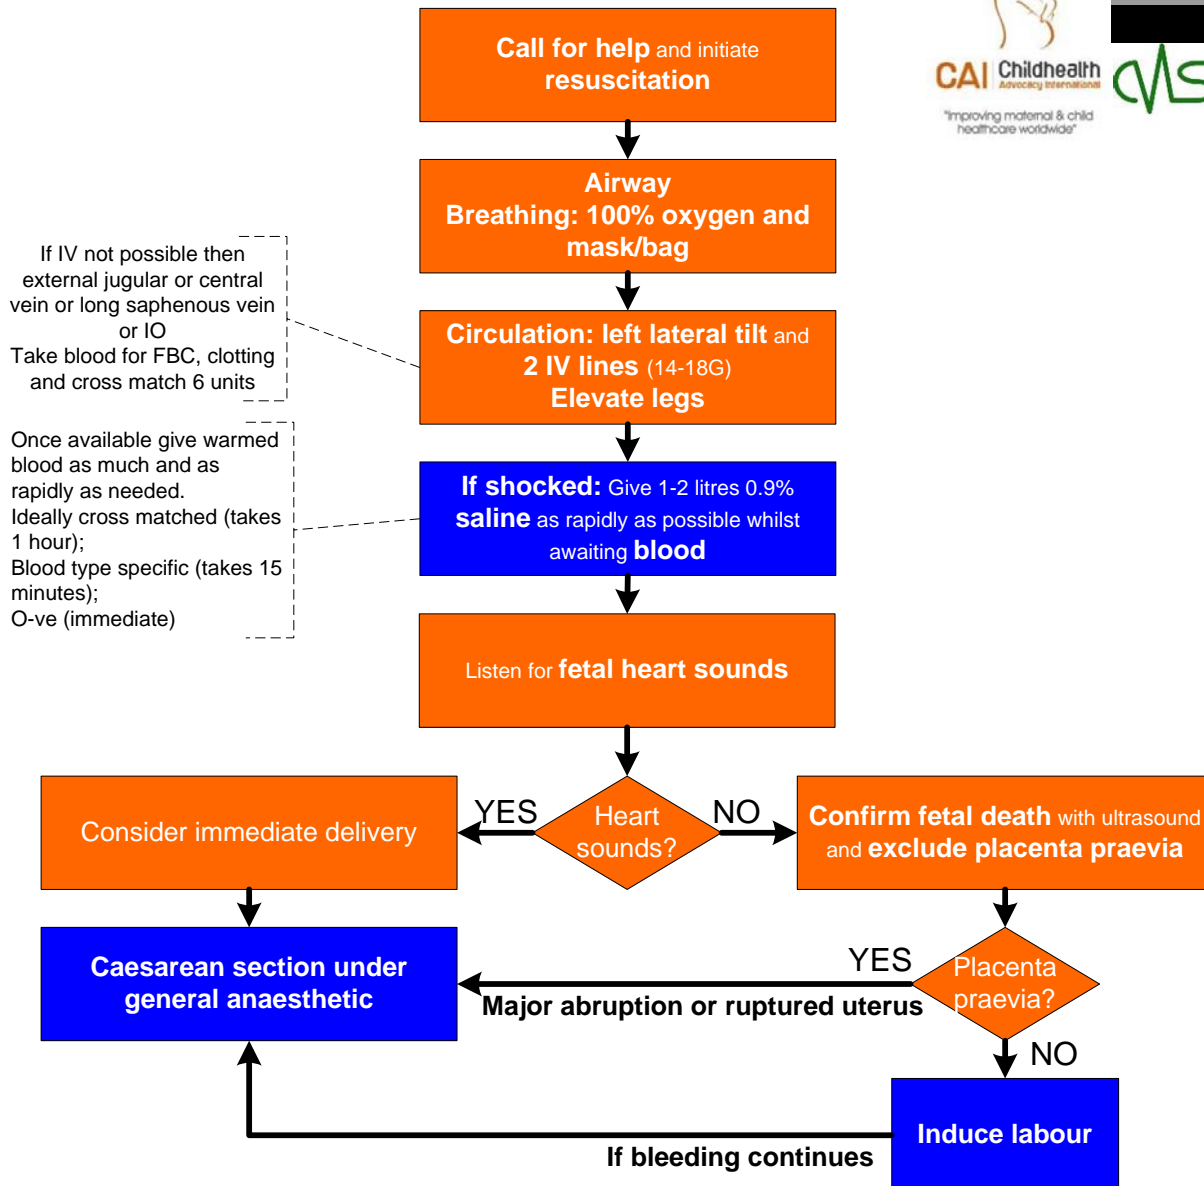 Call for help and initiate
resuscitation
CAI Childhealth
Advocacy International
"Improving maternal & child
healthcare worldwide"
Airway
Breathing: 100% oxygen and
mask/bag
If IV not possible then
external jugular or central
vein or long saphenous vein
or IO
Take blood for FBC, clotting
and cross match 6 units
Circulation: left lateral tilt and
2 IV lines (14-18G)
Elevate legs
Once available give warmed
blood as much and as
rapidly as needed.
Ideally cross matched (takes
1 hour);
Blood type specific (takes 15
minutes);
O-ve (immediate)
If shocked: Give 1-2 litres 0.9%
saline as rapidly as possible whilst
awaiting blood
Listen for fetal heart sounds
Heart
sounds?
YES
NO
Consider immediate delivery
Confirm fetal death with ultrasound
and exclude placenta praevia
Caesarean section under
general anaesthetic
YES
Placenta
praevia?
Major abruption or ruptured uterus
NO
Induce labour
If bleeding continues